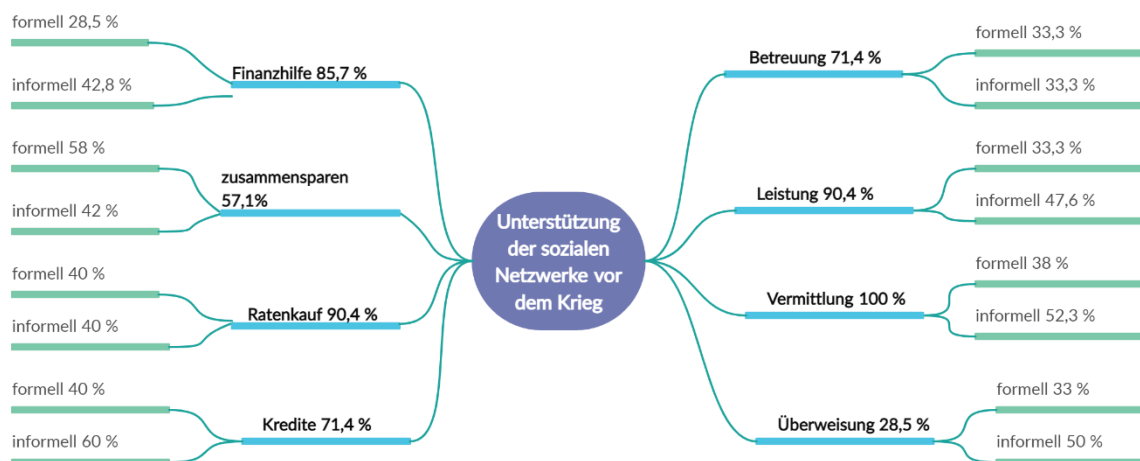 formell 28,5 %
Finanzhilfe 85,7 %
informell 42,8 %
formell 58 %
zusammensparen
57,1%
informell 42 %
formell 40 %
Ratenkauf 90,4 %
informell 40 %
formell 40 %
Kredite 71,4 %
informell 60 %
Unterstützung
der sozialen
Netzwerke vor
dem Krieg
formell 33,3 %
Betreuung 71,4 %
informell 33,3 %
formell 33,3 %
Leistung 90,4 %
informell 47,6 %
formell 38 %
Vermittlung 100 %
informell 52,3 %
formell 33 %
Überweisung 28,5 %
informell 50 %